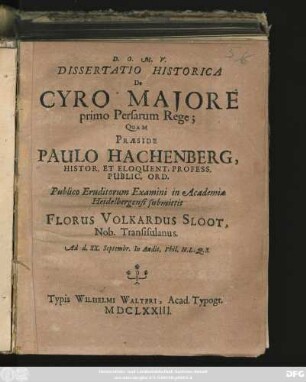 D. O. M. V.
DISSERTATIO HISTORICA
De
CYRO MAJORE
primo Persarum Rege;
QUAM
PRÆSIDE
PAULO HACHENBERG,
HISTOR. ET ELOQUENT. PROFESS.
PUBLIC. ORD.
Publico Eruditorum Examini in Academia
Heidelbergensi submittit
FLORUS VOLKARDUS SLOOT,
Nob. Transisulanus.
Ad d. XX. Septembr. In Audit. Phil. H.L.Q.S.
Typis WILHELMI WALTERI, Acad. Typogr.
MDCLXXIII.